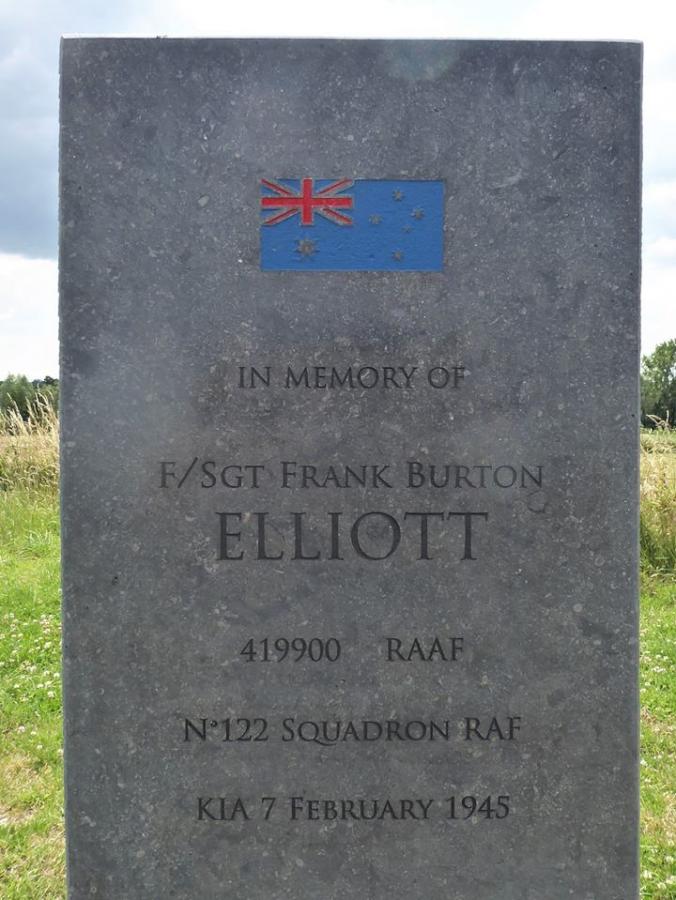 IN MEMORY OF
F/SGT FRANK BURTON
ELLIOTT
419900 RAAF
N°122 SQUADRON RAF
KIA 7 FEBRUARY 1945